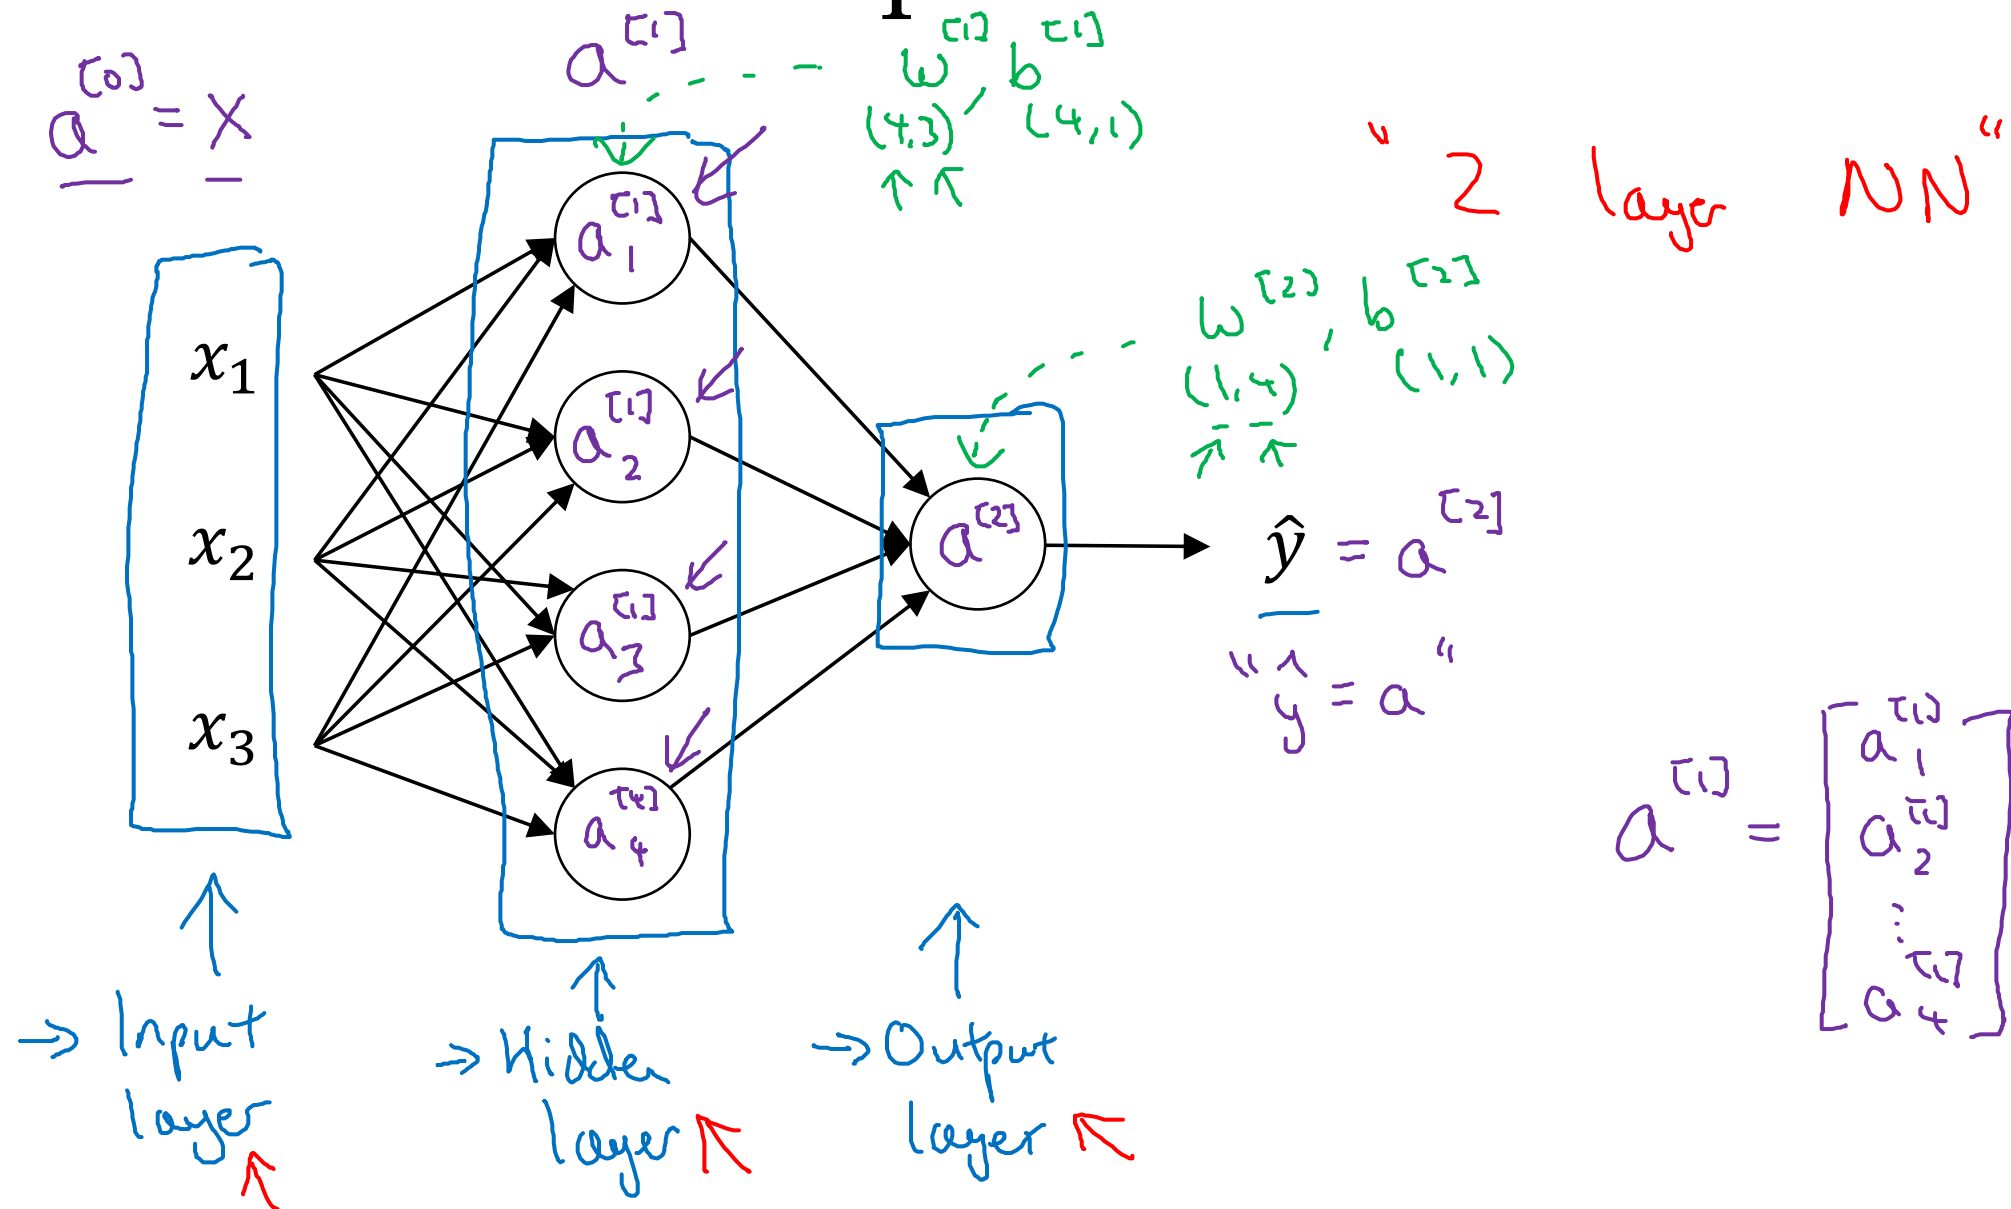 a^[0] = X
a^[1]
w^[1], b^[1]
(4,3) (4,1)
"2 layer NN"
x₁
x₂
x₃
a₁^[1]
a₂^[1]
a₃^[1]
a₄^[4]
w^[2], b^[2]
(1,4) (1,1)
a^[2]
ŷ = a^[2]
"ŷ = a"
a^[1] = [a₁^[1]
a₂^[1]
⋮
a₄^[1]]
→ Input
layer
→ Hidden
layer
→ Output
layer